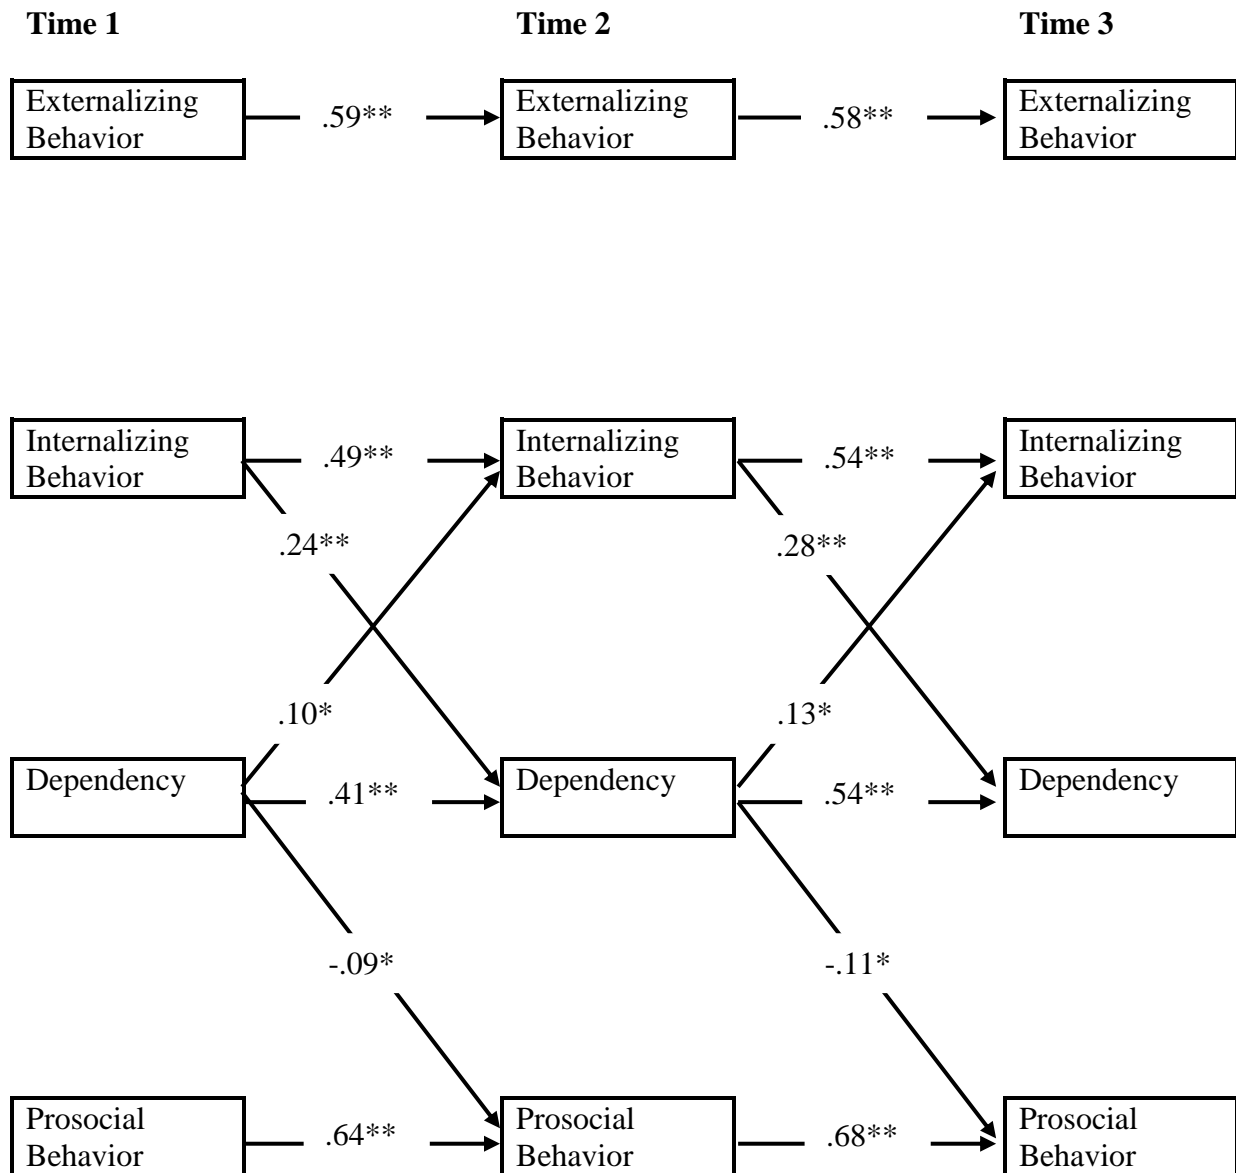 Time 1 Time 2 Time 3
Externalizing Externalizing Externalizing
Behavior Behavior Behavior
.59** .58**
Internalizing Internalizing Internalizing
Behavior Behavior Behavior
.49** .54**
.24** .28**
.10* .13*
Dependency Dependency Dependency
.41** .54**
-.09* -.11*
Prosocial Prosocial Prosocial
Behavior Behavior Behavior
.64** .68**